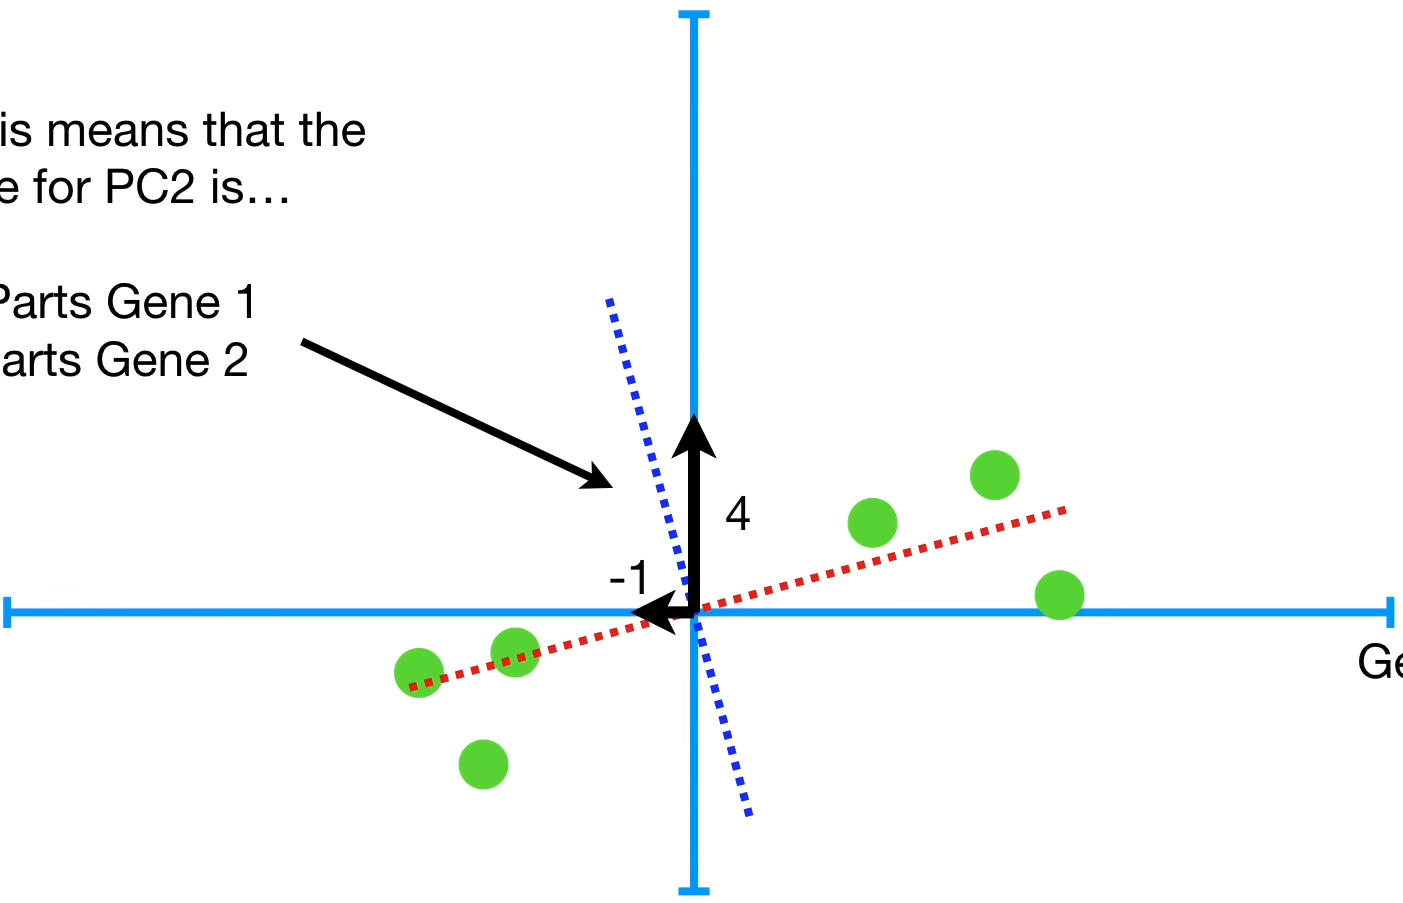 is means that the
e for PC2 is…
Parts Gene 1
arts Gene 2
4
-1
Ge